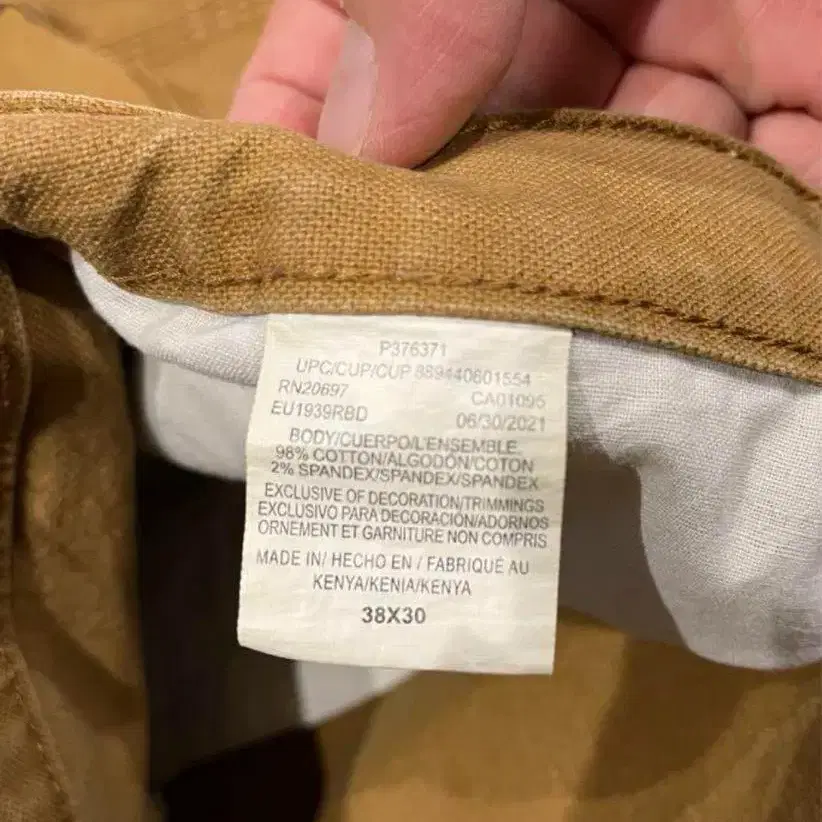 P376371
UPC/CUP/CUP 889440601554
RN20697 CA01095
EU1939RBD 06/30/2021
BODY/CUERPO/L'ENSEMBLE,
98% COTTON/ALGODÓN/COTON
2% SPANDEX/SPANDEX/SPANDEX
EXCLUSIVE OF DECORATION/TRIMMINGS
EXCLUSIVO PARA DECORACIÓN/ADORNOS
ORNEMENT ET GARNITURE NON COMPRIS
MADE IN/ HECHO EN / FABRIQUÉ AU
KENYA/KENIA/KENYA
38X30